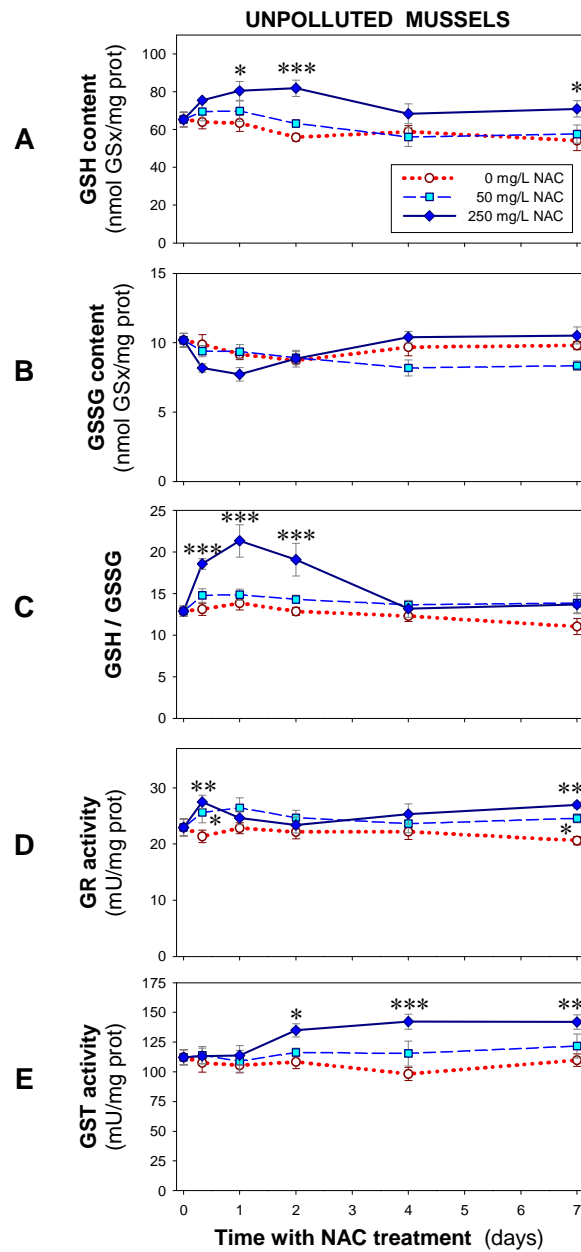 UNPOLLUTED MUSSELS
A
GSH content
(nmol GSx/mg prot)
100
80
60
40
20
0
*
***
*
0 mg/L NAC
50 mg/L NAC
250 mg/L NAC
B
GSSG content
(nmol GSx/mg prot)
15
10
5
0
C
GSH / GSSG
25
20
15
10
5
0
***
***
***
D
GR activity
(mU/mg prot)
30
20
10
0
**
*
**
*
E
GST activity
(mU/mg prot)
175
150
125
100
75
50
25
0
*
***
**
0 1 2 3 4 5 6 7
Time with NAC treatment (days)